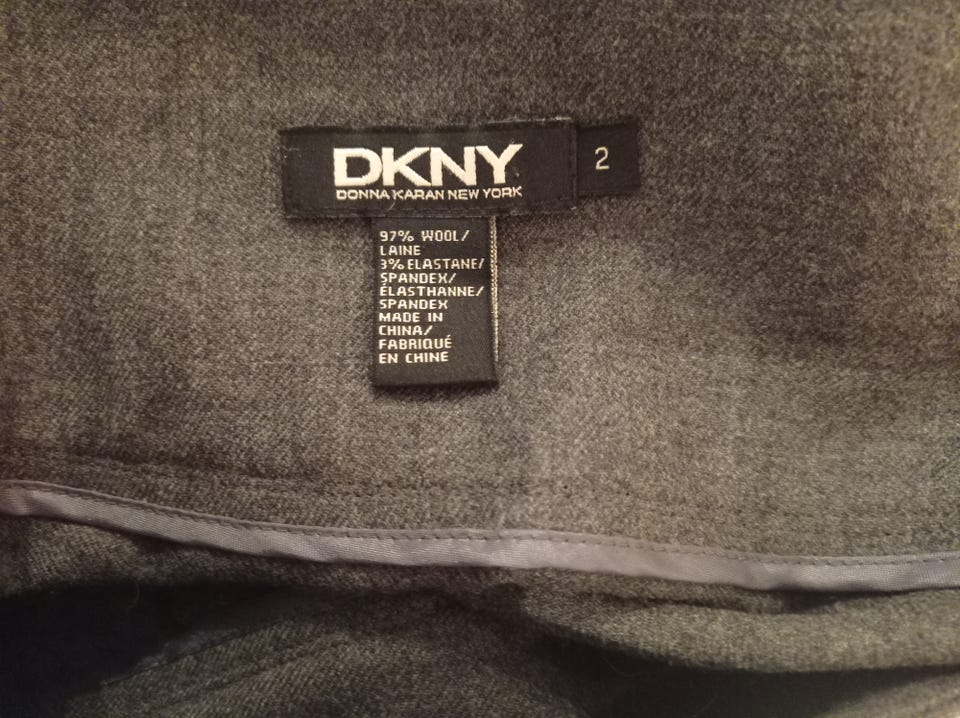 DKNY
DONNA KARAN NEW YORK
2
97% WOOL/
LAINE
3% ELASTANE/
SPANDEX/
ÉLASTHANNE/
SPANDEX
MADE IN
CHINA/
FABRIQUÉ
EN CHINE